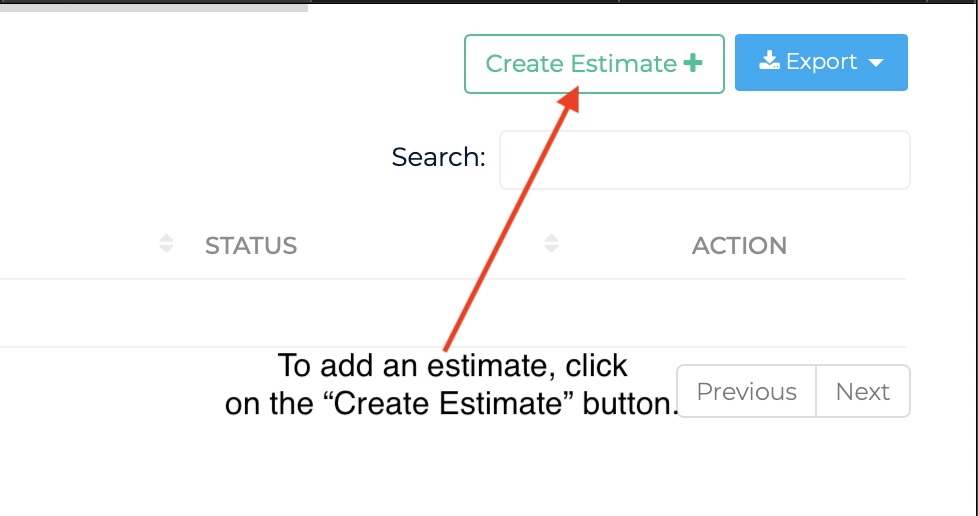 Create Estimate +
Export
Search:
STATUS
ACTION
To add an estimate, click
on the “Create Estimate” button.
Previous
Next